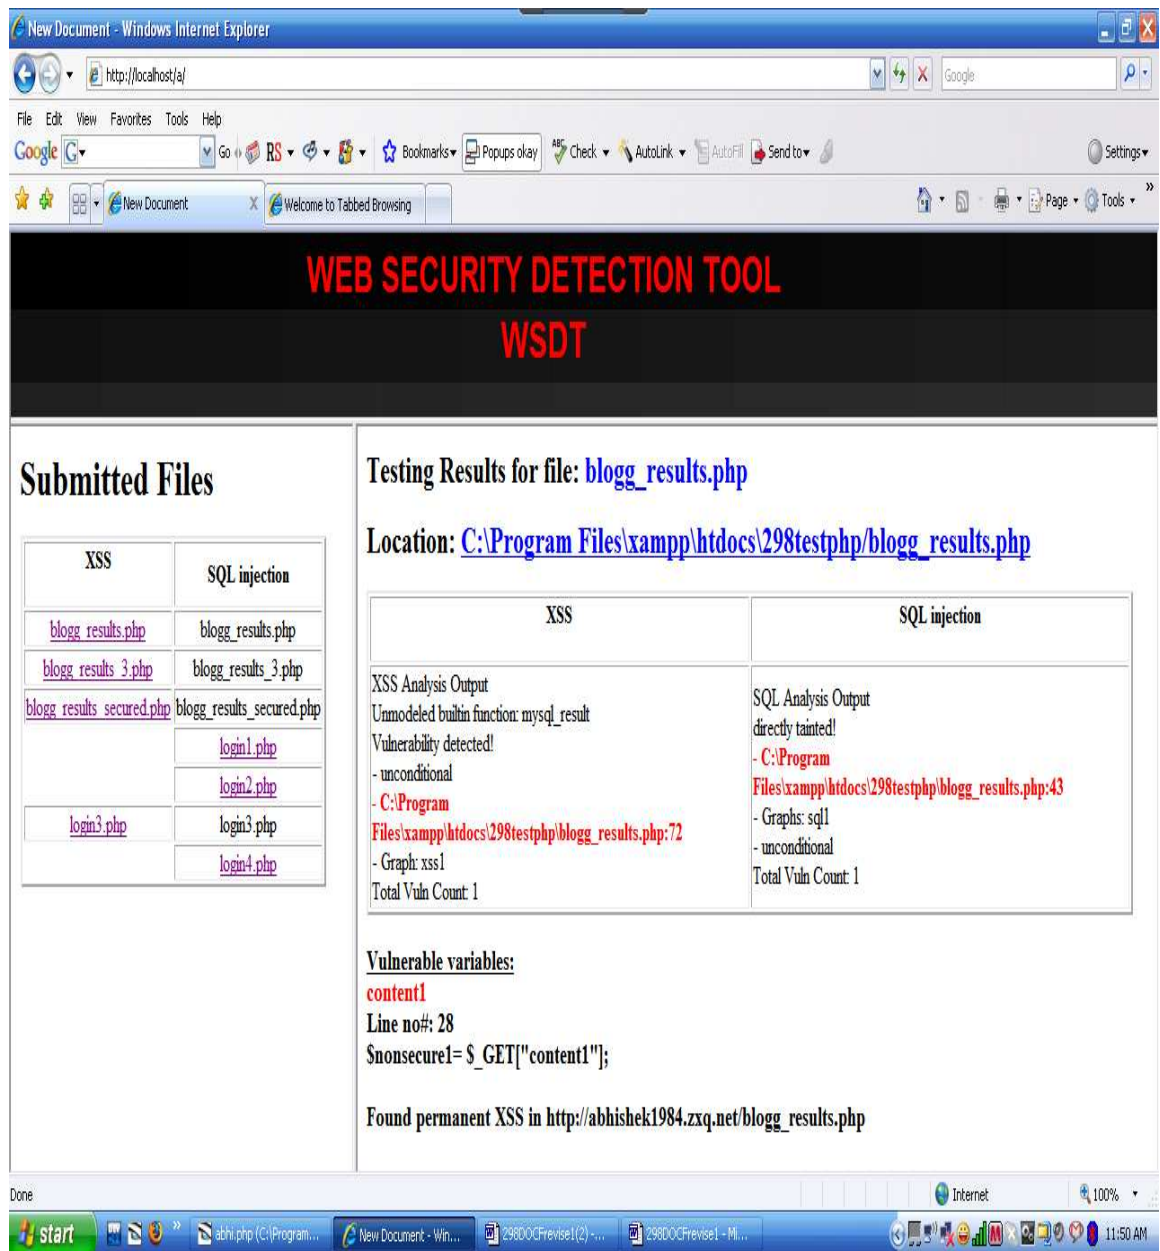 New Document - Windows Internet Explorer
http://localhost/a/
Google
File Edit View Favorites Tools Help
Google G Go RS Bookmarks Popups okay ABC Check AutoLink AutoFill Send to Settings
New Document X Welcome to Tabbed Browsing Page Tools »
WEB SECURITY DETECTION TOOL
WSDT
Submitted Files
XSS SQL injection
blogg_results.php blogg_results.php
blogg_results_3.php blogg_results_3.php
blogg_results_secured.php blogg_results_secured.php
login1.php
login2.php
login3.php login3.php
login4.php
Testing Results for file: blogg_results.php
Location: C:\Program Files\xampp\htdocs\298testphp/blogg_results.php
XSS
SQL injection
XSS Analysis Output
Unmodeled builtin function: mysql_result
Vulnerability detected!
- unconditional
- C:\Program
Files\xampp\htdocs\298testphp\blogg_results.php:72
- Graph: xss1
Total Vuln Count: 1
SQL Analysis Output
directly tainted!
- C:\Program
Files\xampp\htdocs\298testphp\blogg_results.php:43
- Graphs: sql1
- unconditional
Total Vuln Count: 1
Vulnerable variables:
content1
Line no#: 28
$nonsecure1= $_GET["content1"];
Found permanent XSS in http://abhishek1984.zxq.net/blogg_results.php
Done Internet 100%
start » abhi.php (C:\Program... New Document - Win... 298DOCFrevise1(2) -... 298DOCFrevise1 - Mi... 11:50 AM